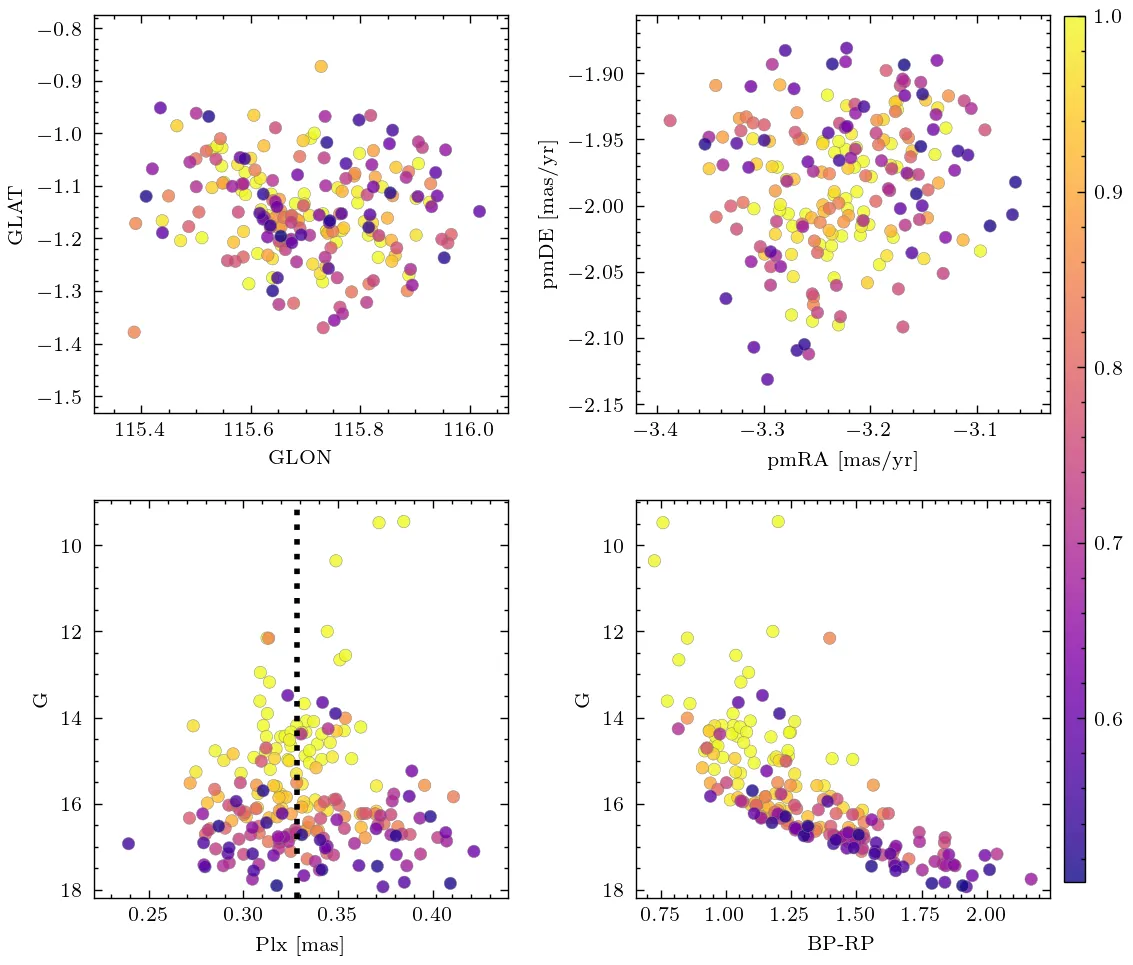 −0.8
−0.9
−1.0
−1.1
−1.2
−1.3
−1.4
−1.5
GLAT
115.4 115.6 115.8 116.0
GLON
−1.90
−1.95
−2.00
−2.05
−2.10
−2.15
pmDE [mas/yr]
−3.4 −3.3 −3.2 −3.1
pmRA [mas/yr]
10
12
14
16
18
G
0.25 0.30 0.35 0.40
Plx [mas]
10
12
14
16
18
G
0.75 1.00 1.25 1.50 1.75 2.00
BP-RP
1.0
0.9
0.8
0.7
0.6